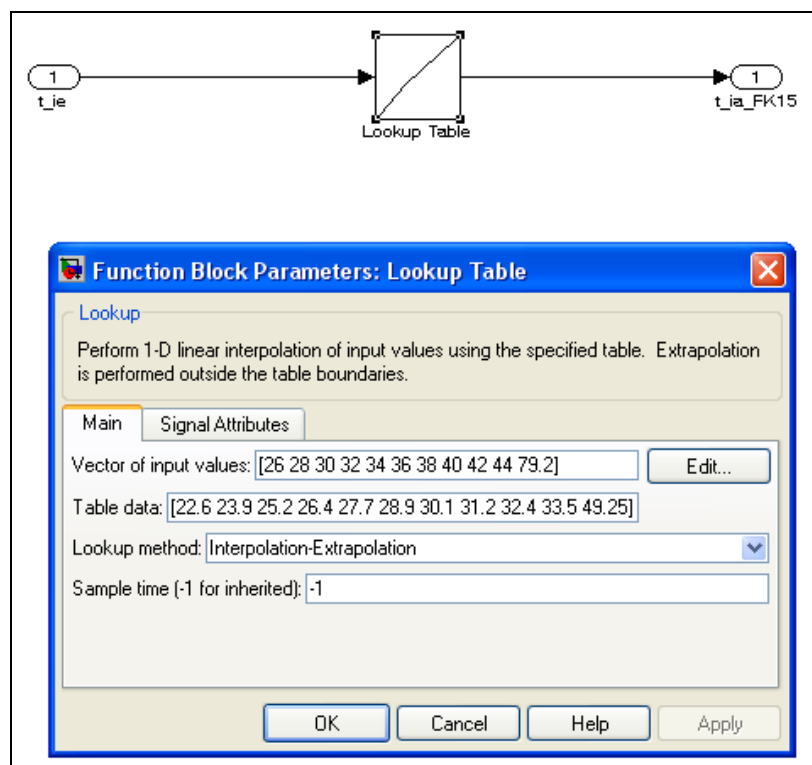 1
t_ie
Lookup Table
1
t_ia_FK15
Function Block Parameters: Lookup Table
Lookup
Perform 1-D linear interpolation of input values using the specified table.  Extrapolation
is performed outside the table boundaries.
Main
Signal Attributes
Vector of input values: [26 28 30 32 34 36 38 40 42 44 79.2]
Edit...
Table data: [22.6 23.9 25.2 26.4 27.7 28.9 30.1 31.2 32.4 33.5 49.25]
Lookup method: Interpolation-Extrapolation
Sample time (-1 for inherited): -1
OK
Cancel
Help
Apply